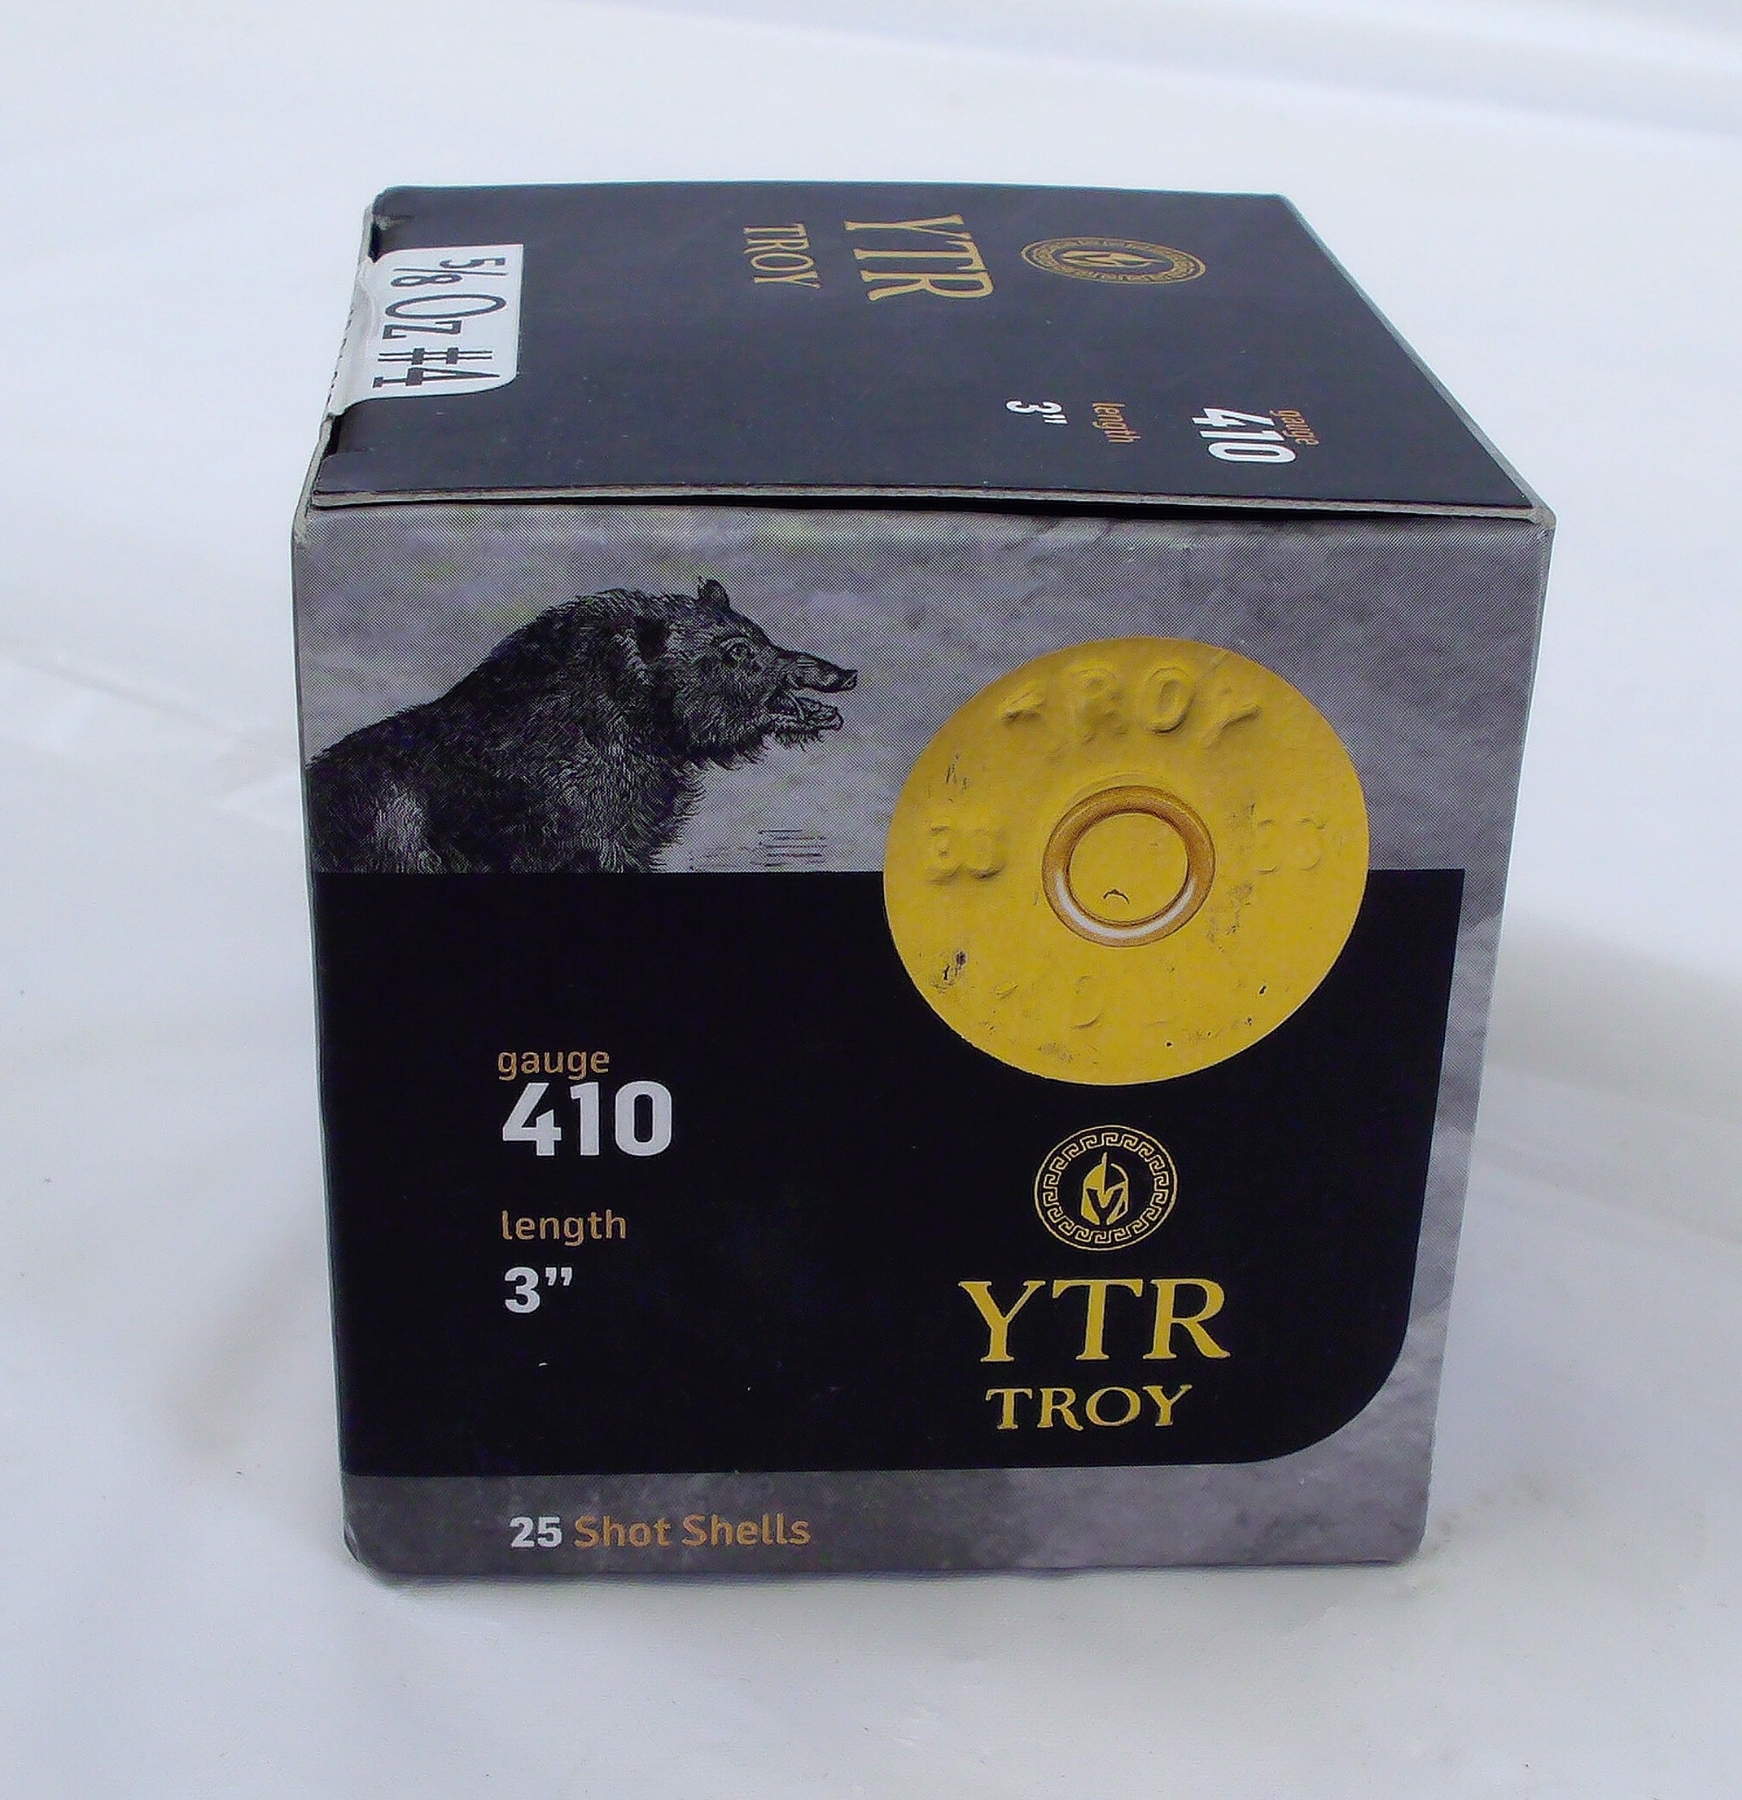 YTR
TROY
gauge
410
length
3"
5/8 Oz #4
TROY
36
gauge
410
length
3”
YTR
TROY
25 Shot Shells